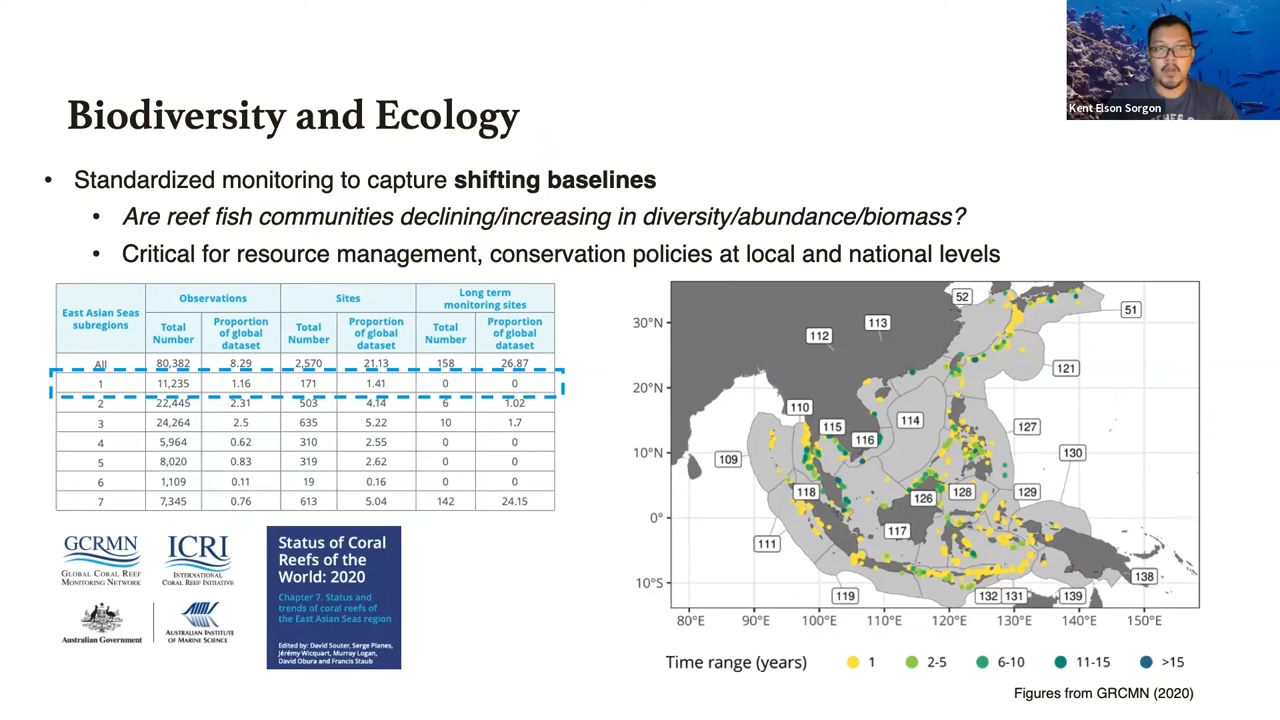 Kent Elson Sorgon
Biodiversity and Ecology
• Standardized monitoring to capture shifting baselines
• Are reef fish communities declining/increasing in diversity/abundance/biomass?
• Critical for resource management, conservation policies at local and national levels
East Asian Seas subregions Observations Sites Long term monitoring sites
Total Number Proportion of global dataset Total Number Proportion of global dataset Total Number Proportion of global dataset
All 80,382 8.29 2,570 21.13 158 26.87
1 11,235 1.16 171 1.41 0 0
2 22,445 2.31 503 4.14 6 1.02
3 24,264 2.5 635 5.22 10 1.7
4 5,964 0.62 310 2.55 0 0
5 8,020 0.83 319 2.62 0 0
6 1,109 0.11 19 0.16 0 0
7 7,345 0.76 613 5.04 142 24.15
GCRMN
GLOBAL CORAL REEF
MONITORING NETWORK
ICRI
INTERNATIONAL
CORAL REEF INITIATIVE
Australian Government
AUSTRALIAN INSTITUTE
OF MARINE SCIENCE
Status of Coral
Reefs of the
World: 2020
Chapter 7. Status and
trends of coral reefs of
the East Asian Seas region
Edited by: David Souter, Serge Planes,
Jérémy Wicquart, Murray Logan,
David Obura and Francis Staub
30°N
20°N
10°N
0°
10°S
52
51
113
112
121
110
115
114
116
127
109
130
118
126
128
129
117
111
138
119
132
131
139
80°E 90°E 100°E 110°E 120°E 130°E 140°E 150°E
Time range (years) 1 2-5 6-10 11-15 >15
Figures from GRCMN (2020)